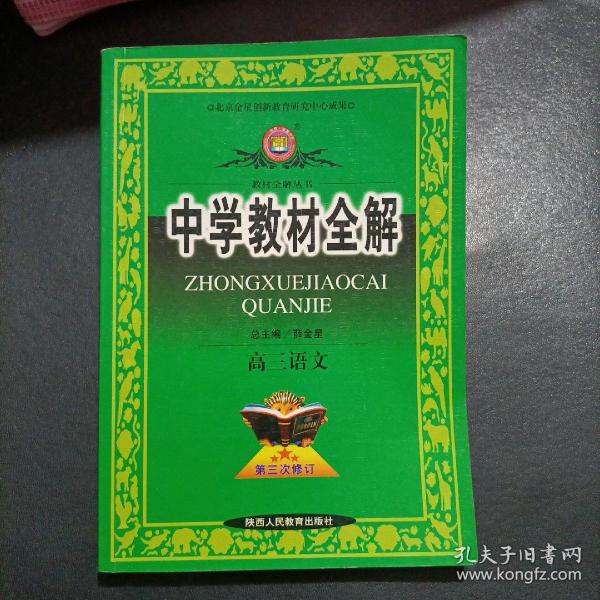 ◎北京金星创新教育研究中心成果◎
教材全解丛书
中学教材全解
ZHONGXUEJIAOCAI
QUANJIE
总主编/薛金星
高三语文
第三次修订
陕西人民教育出版社
孔夫子旧书网
www.kongfz.com